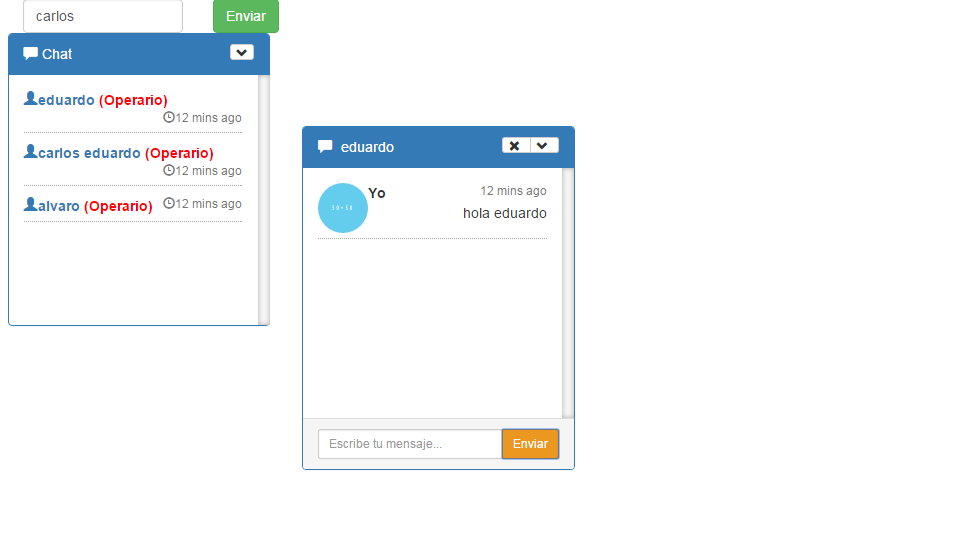 carlos
Enviar
Chat
eduardo (Operario)
12 mins ago
carlos eduardo (Operario)
12 mins ago
alvaro (Operario) 12 mins ago
eduardo
Yo 12 mins ago
hola eduardo
Escribe tu mensaje... Enviar